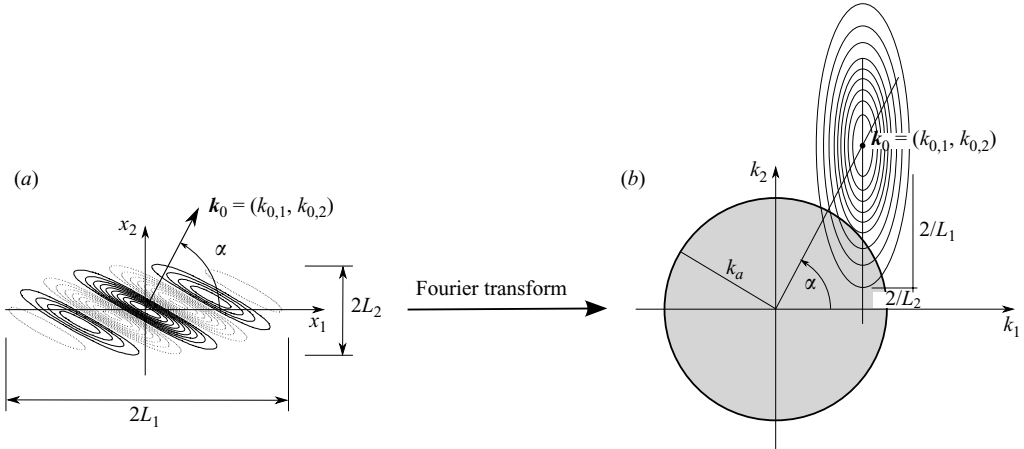 (a)
x₂
k₀ = (k₀,₁, k₀,₂)
α
x₁
2L₂
2L₁
Fourier transform
(b)
k₂
k₀ = (k₀,₁, k₀,₂)
2/L₁
kₐ
α
2/L₂
k₁